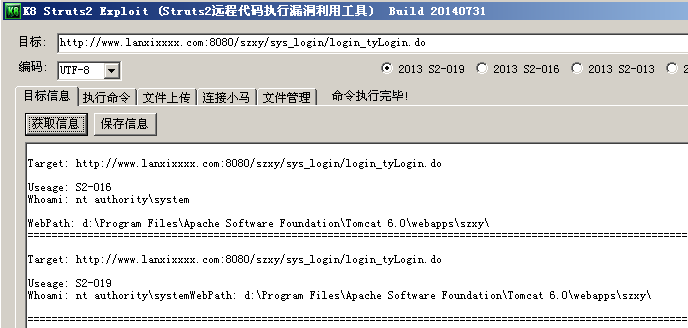 K8 Struts2 Exploit (Struts2远程代码执行漏洞利用工具) Build 20140731
目标: http://www.lanxixxxx.com:8080/szxy/sys_login/login_tyLogin.do
编码: UTF-8 2013 S2-019 2013 S2-016 2013 S2-013 2
目标信息 执行命令 文件上传 连接小马 文件管理 命令执行完毕!
获取信息 保存信息
Target: http://www.lanxixxxx.com:8080/szxy/sys_login/login_tyLogin.do
Useage: S2-016
Whoami: nt authority\system
WebPath: d:\Program Files\Apache Software Foundation\Tomcat 6.0\webapps\szxy\
Target: http://www.lanxixxxx.com:8080/szxy/sys_login/login_tyLogin.do
Useage: S2-019
Whoami: nt authority\systemWebPath: d:\Program Files\Apache Software Foundation\Tomcat 6.0\webapps\szxy\